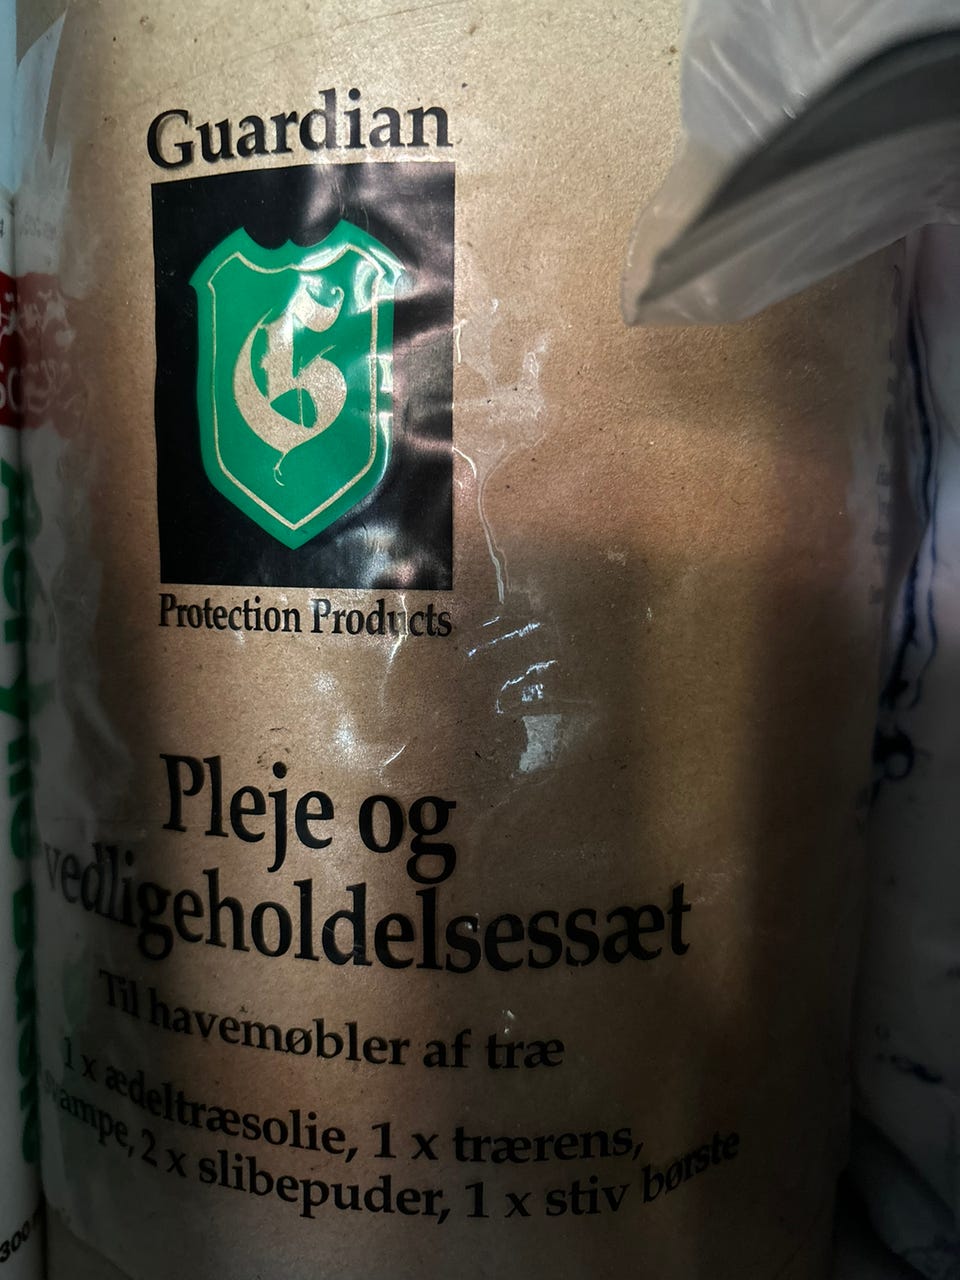 Guardian
G
Protection Products
Pleje og
vedligeholdelsessæt
Til havemøbler af træ
1 x ædeltræsolie, 1 x trærens,
svampe, 2 x slibepuder, 1 x stiv børste
300